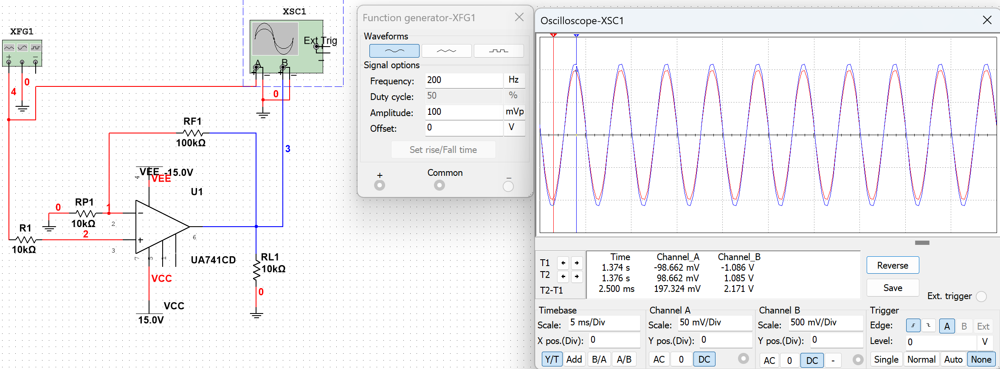 XSC1
Ext Trig
A
B
+
−
+
−
XFG1
+
−
4
0
0
RF1
100kΩ
3
VEE -15.0V
VEE
4
U1
RP1
0
1
10kΩ
2
R1
2
10kΩ
3
−
+
6
7
5
1
UA741CD
RL1
10kΩ
0
VCC
VCC
15.0V
Function generator-XFG1
Waveforms
Signal options
Frequency: 200 Hz
Duty cycle: 50 %
Amplitude: 100 mVp
Offset: 0 V
Set rise/Fall time
+
Common
−
Oscilloscope-XSC1
Time Channel_A Channel_B
T1 1.374 s -98.662 mV -1.086 V
T2 1.376 s 98.662 mV 1.085 V
T2-T1 2.500 ms 197.324 mV 2.171 V
Reverse
Save
Ext. trigger
Timebase
Scale: 5 ms/Div
X pos.(Div): 0
Y/T Add B/A A/B
Channel A
Scale: 50 mV/Div
Y pos.(Div): 0
AC 0 DC
Channel B
Scale: 500 mV/Div
Y pos.(Div): 0
AC 0 DC -
Trigger
Edge: A B Ext
Level: 0 V
Single Normal Auto None